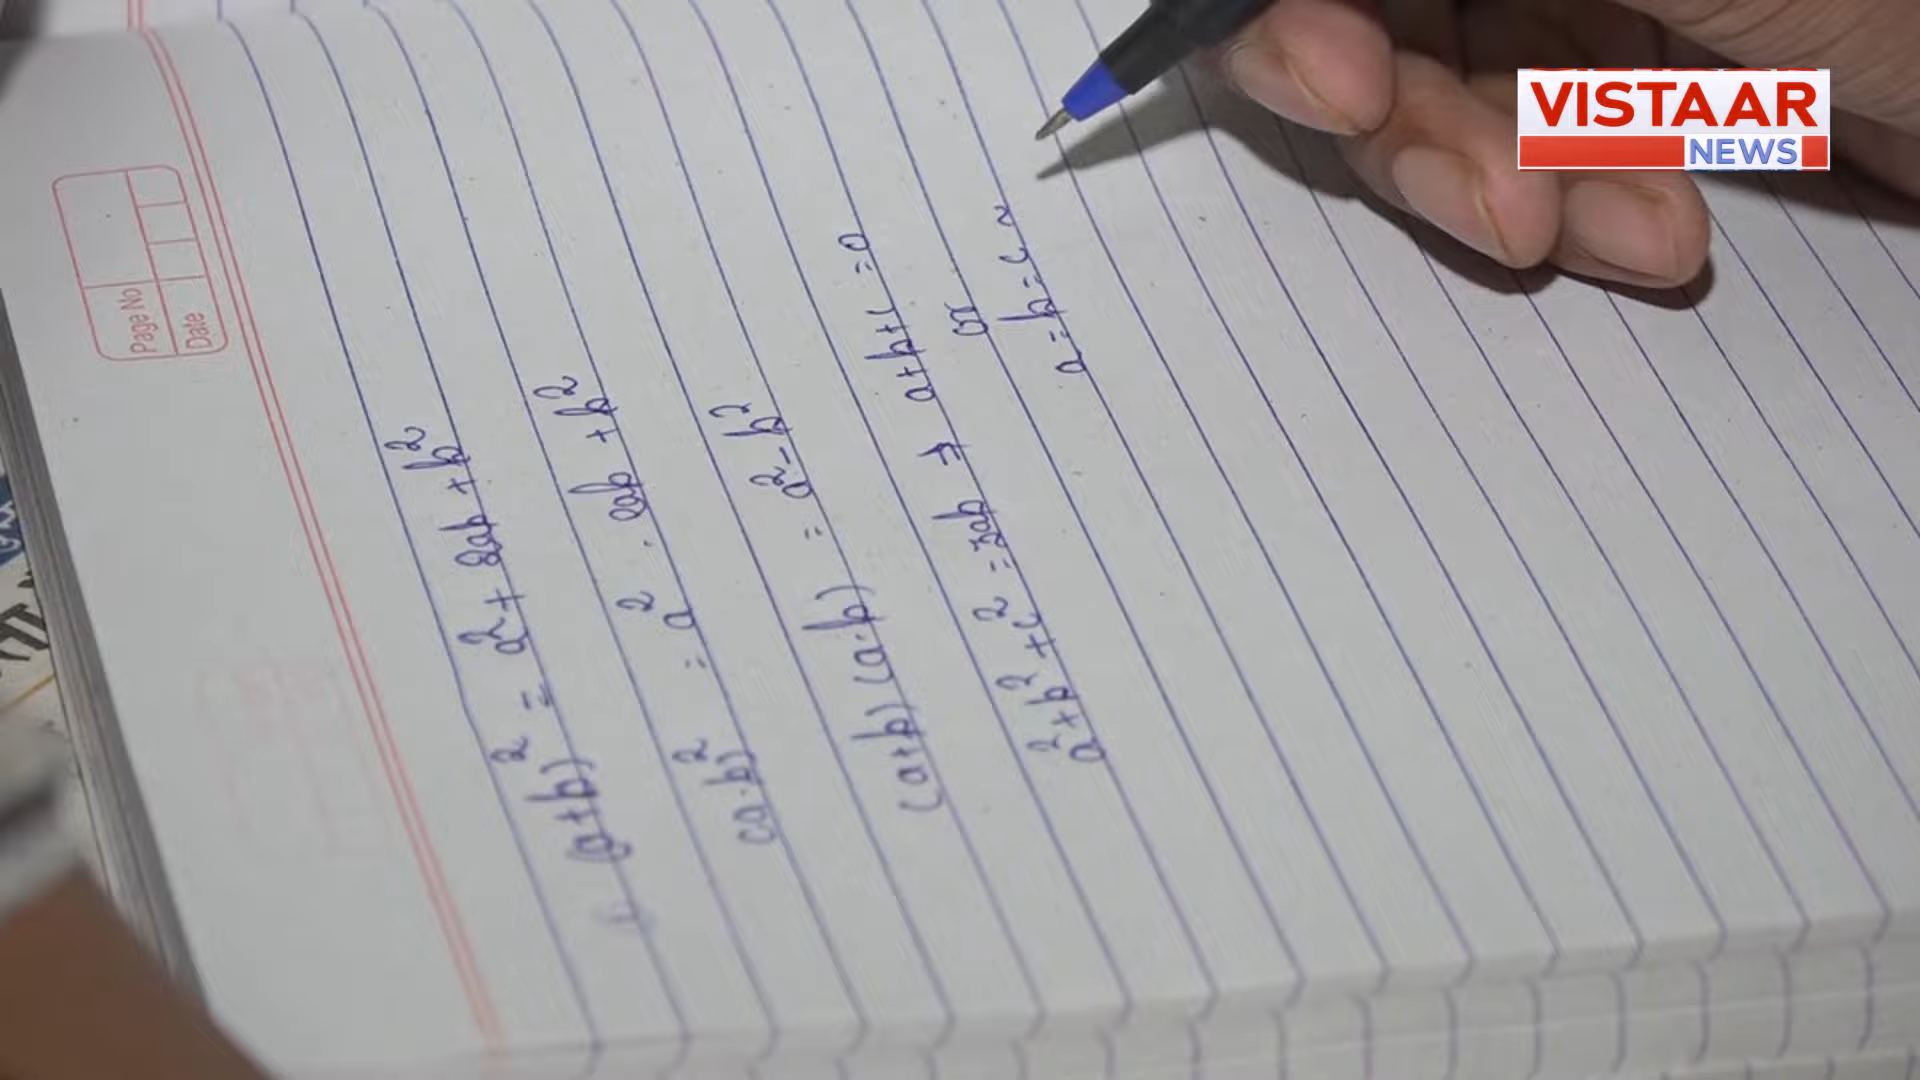 VISTAAR
NEWS
Page No
Date
(a+b)² = a² + 2ab + b²
(a-b)² = a² - 2ab + b²
(a+b) (a-b) = a² - b²
a² + b² + c² = 3ab ⇒ a+b+c = 0
or
a = b = c